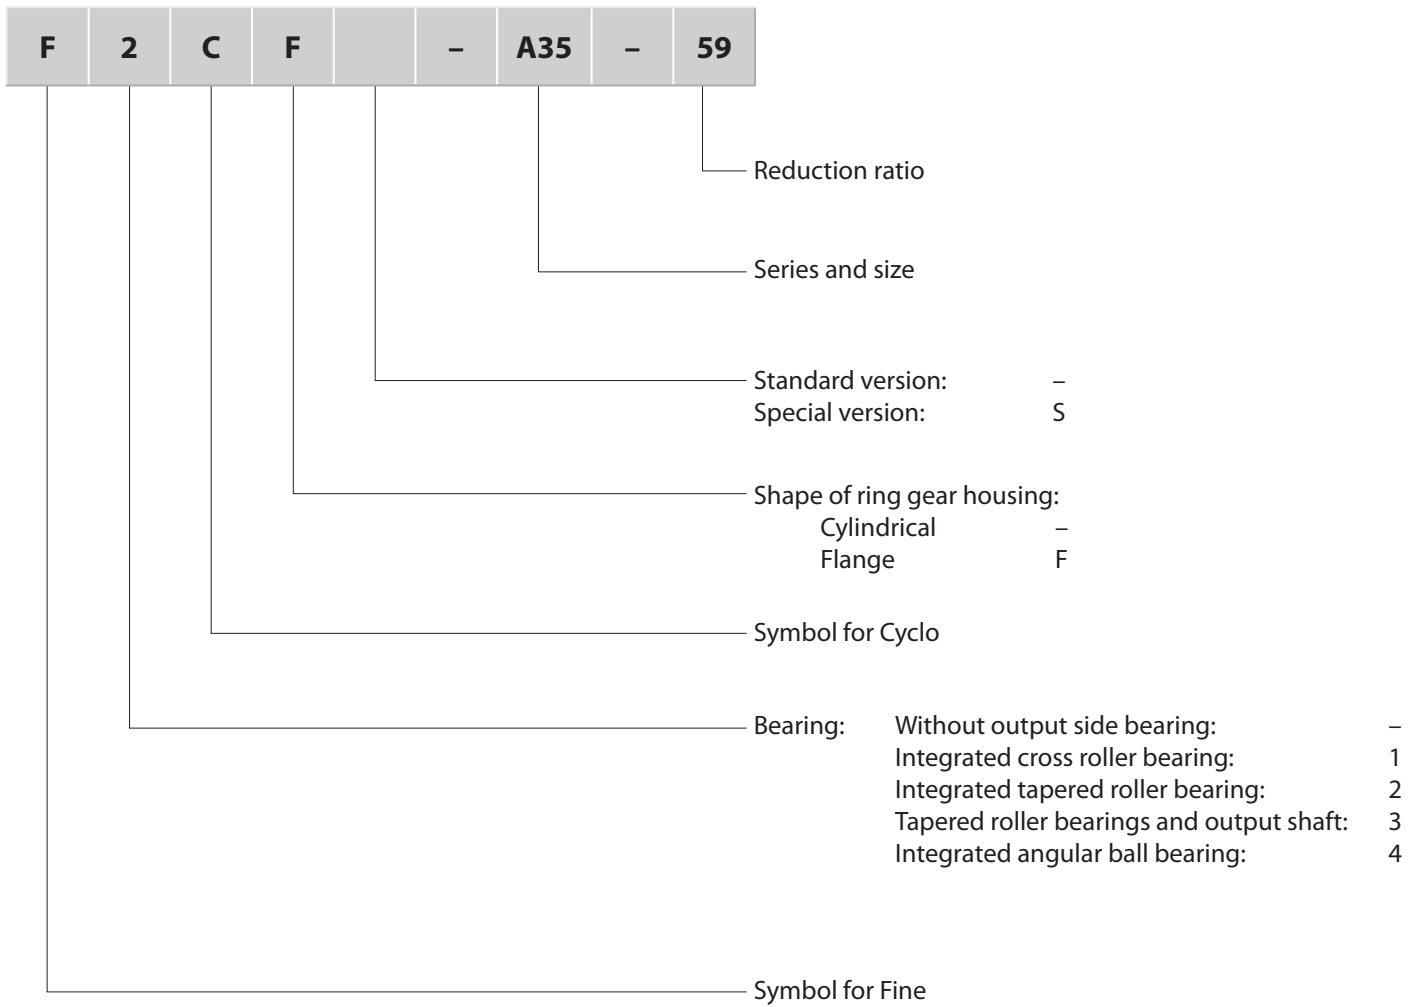 F 2 C F – A35 – 59
Reduction ratio
Series and size
Standard version: –
Special version: S
Shape of ring gear housing:
Cylindrical –
Flange F
Symbol for Cyclo
Bearing: Without output side bearing: –
Integrated cross roller bearing: 1
Integrated tapered roller bearing: 2
Tapered roller bearings and output shaft: 3
Integrated angular ball bearing: 4
Symbol for Fine